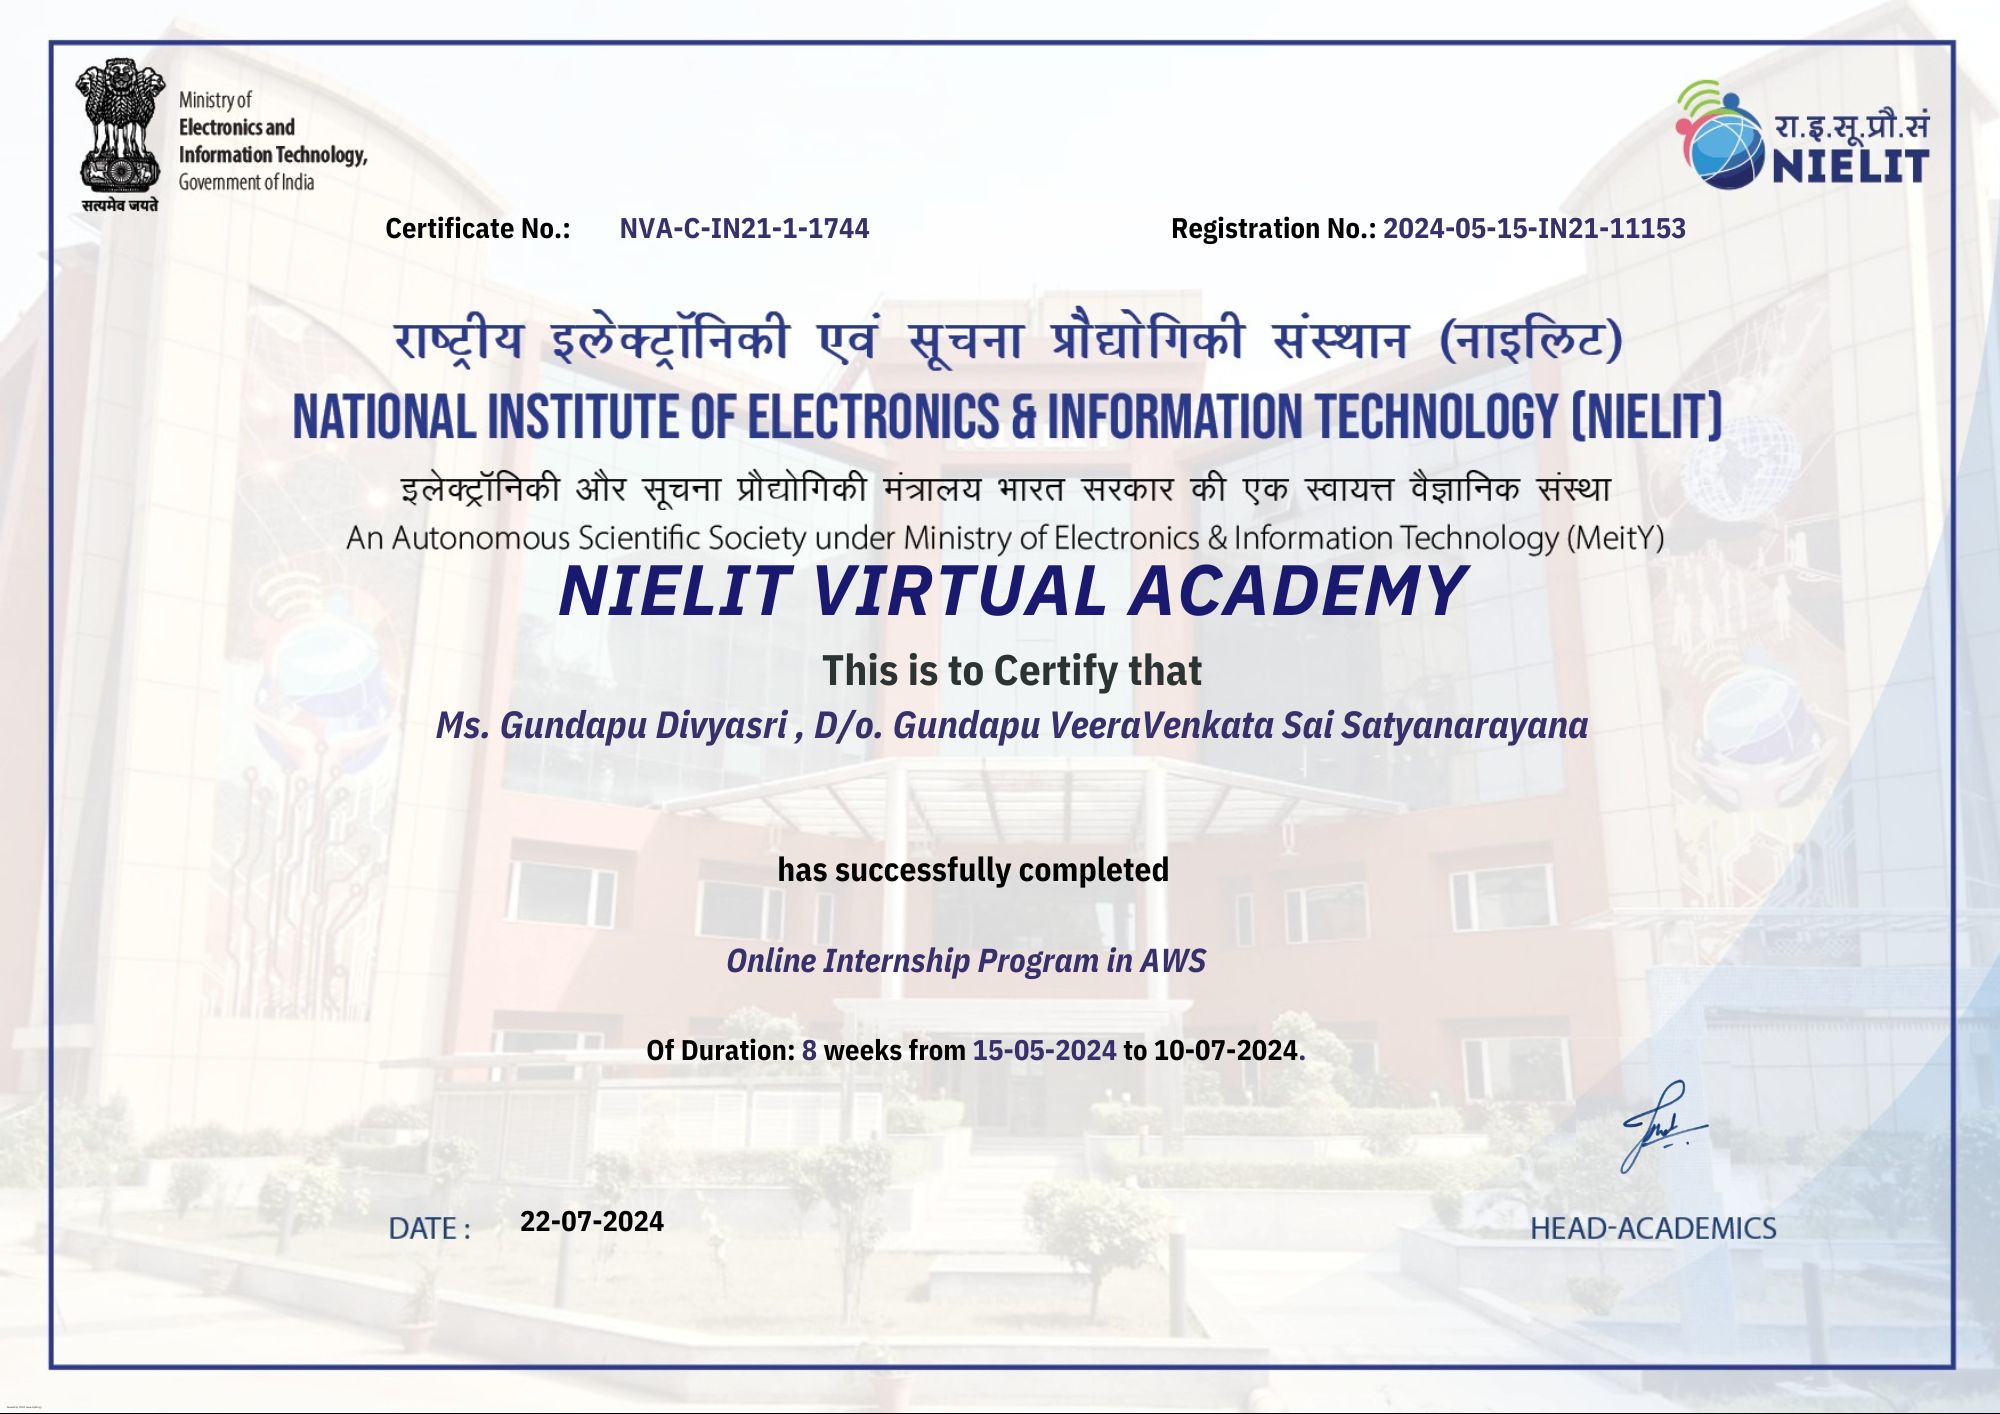 Ministry of
Electronics and
Information Technology,
Government of India
सत्यमेव जयते
रा.इ.सू.प्रौ.सं
NIELIT
Certificate No.: NVA-C-IN21-1-1744
Registration No.: 2024-05-15-IN21-11153
राष्ट्रीय इलेक्ट्रॉनिकी एवं सूचना प्रौद्योगिकी संस्थान (नाइलिट)
NATIONAL INSTITUTE OF ELECTRONICS & INFORMATION TECHNOLOGY (NIELIT)
इलेक्ट्रॉनिकी और सूचना प्रौद्योगिकी मंत्रालय भारत सरकार की एक स्वायत्त वैज्ञानिक संस्था
An Autonomous Scientific Society under Ministry of Electronics & Information Technology (MeitY)
NIELIT VIRTUAL ACADEMY
This is to Certify that
Ms. Gundapu Divyasri , D/o. Gundapu VeeraVenkata Sai Satyanarayana
has successfully completed
Online Internship Program in AWS
Of Duration: 8 weeks from 15-05-2024 to 10-07-2024.
DATE : 22-07-2024
HEAD-ACADEMICS